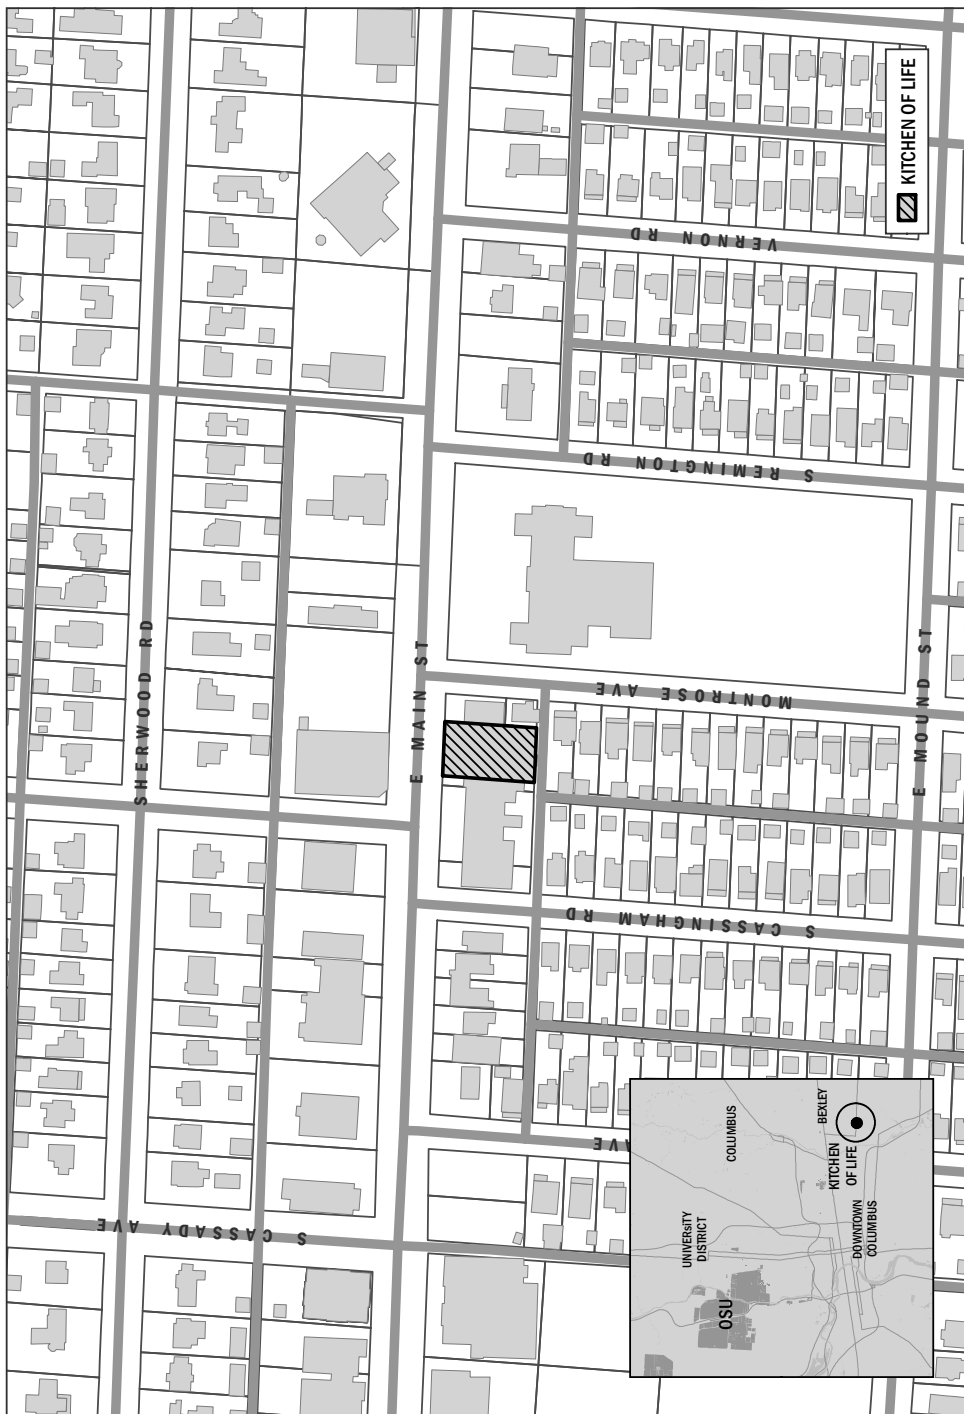 KITCHEN OF LIFE
VERNON RD
S REMINGTON RD
SHERWOOD RD
E MAIN ST
MONTROSE AVE
E MOUND ST
S CASSINGHAM RD
AVE
S CASSADY AVE
COLUMBUS
BEXLEY
KITCHEN
OF LIFE
UNIVERSITY
DISTRICT
DOWNTOWN
COLUMBUS
OSU